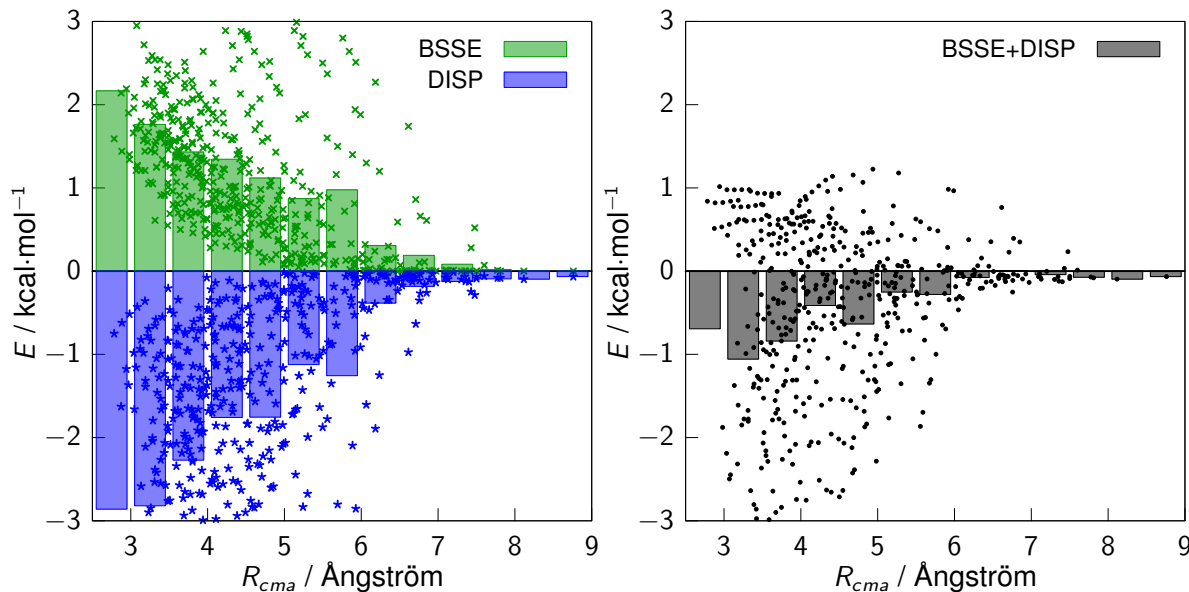 3
2
1
0
−1
−2
−3
E / kcal·mol⁻¹
BSSE
DISP
3 4 5 6 7 8 9
R_cma / Ångström
3
2
1
0
−1
−2
−3
E / kcal·mol⁻¹
BSSE+DISP
3 4 5 6 7 8 9
R_cma / Ångström